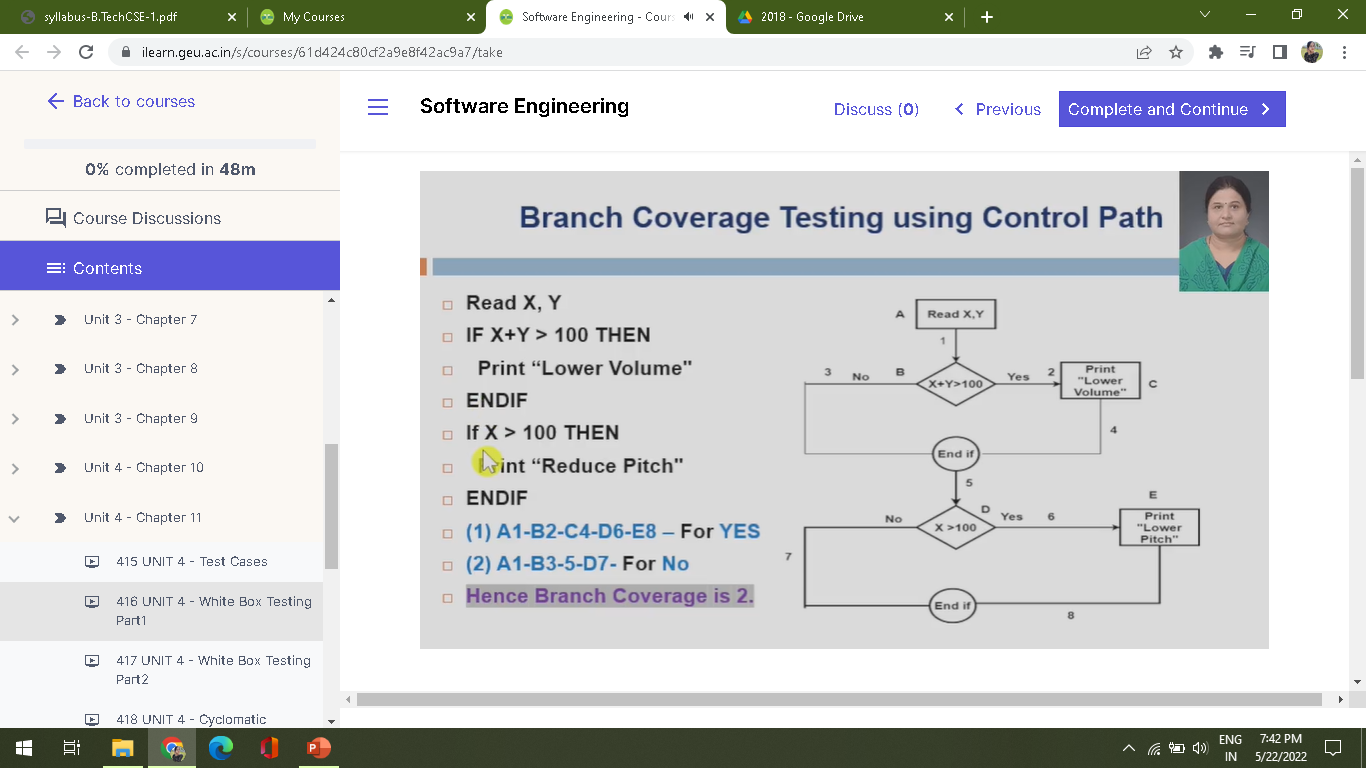 syllabus-B.TechCSE-1.pdf
My Courses
Software Engineering - Cour
2018 - Google Drive
ilearn.geu.ac.in/s/courses/61d424c80cf2a9e8f42ac9a7/take
Back to courses
0% completed in 48m
Course Discussions
Contents
Unit 3 - Chapter 7
Unit 3 - Chapter 8
Unit 3 - Chapter 9
Unit 4 - Chapter 10
Unit 4 - Chapter 11
415 UNIT 4 - Test Cases
416 UNIT 4 - White Box Testing
Part1
417 UNIT 4 - White Box Testing
Part2
418 UNIT 4 - Cyclomatic
Software Engineering
Discuss (0)
Previous
Complete and Continue
Branch Coverage Testing using Control Path
Read X, Y
IF X+Y > 100 THEN
Print “Lower Volume"
ENDIF
If X > 100 THEN
Print “Reduce Pitch"
ENDIF
(1) A1-B2-C4-D6-E8 – For YES
(2) A1-B3-5-D7- For No
Hence Branch Coverage is 2.
A
Read X,Y
1
3
No
B
X+Y>100
Yes
2
Print
"Lower
Volume"
C
4
End if
5
No
D
X >100
Yes
6
E
Print
"Lower
Pitch"
7
End if
8
ENG
IN
7:42 PM
5/22/2022